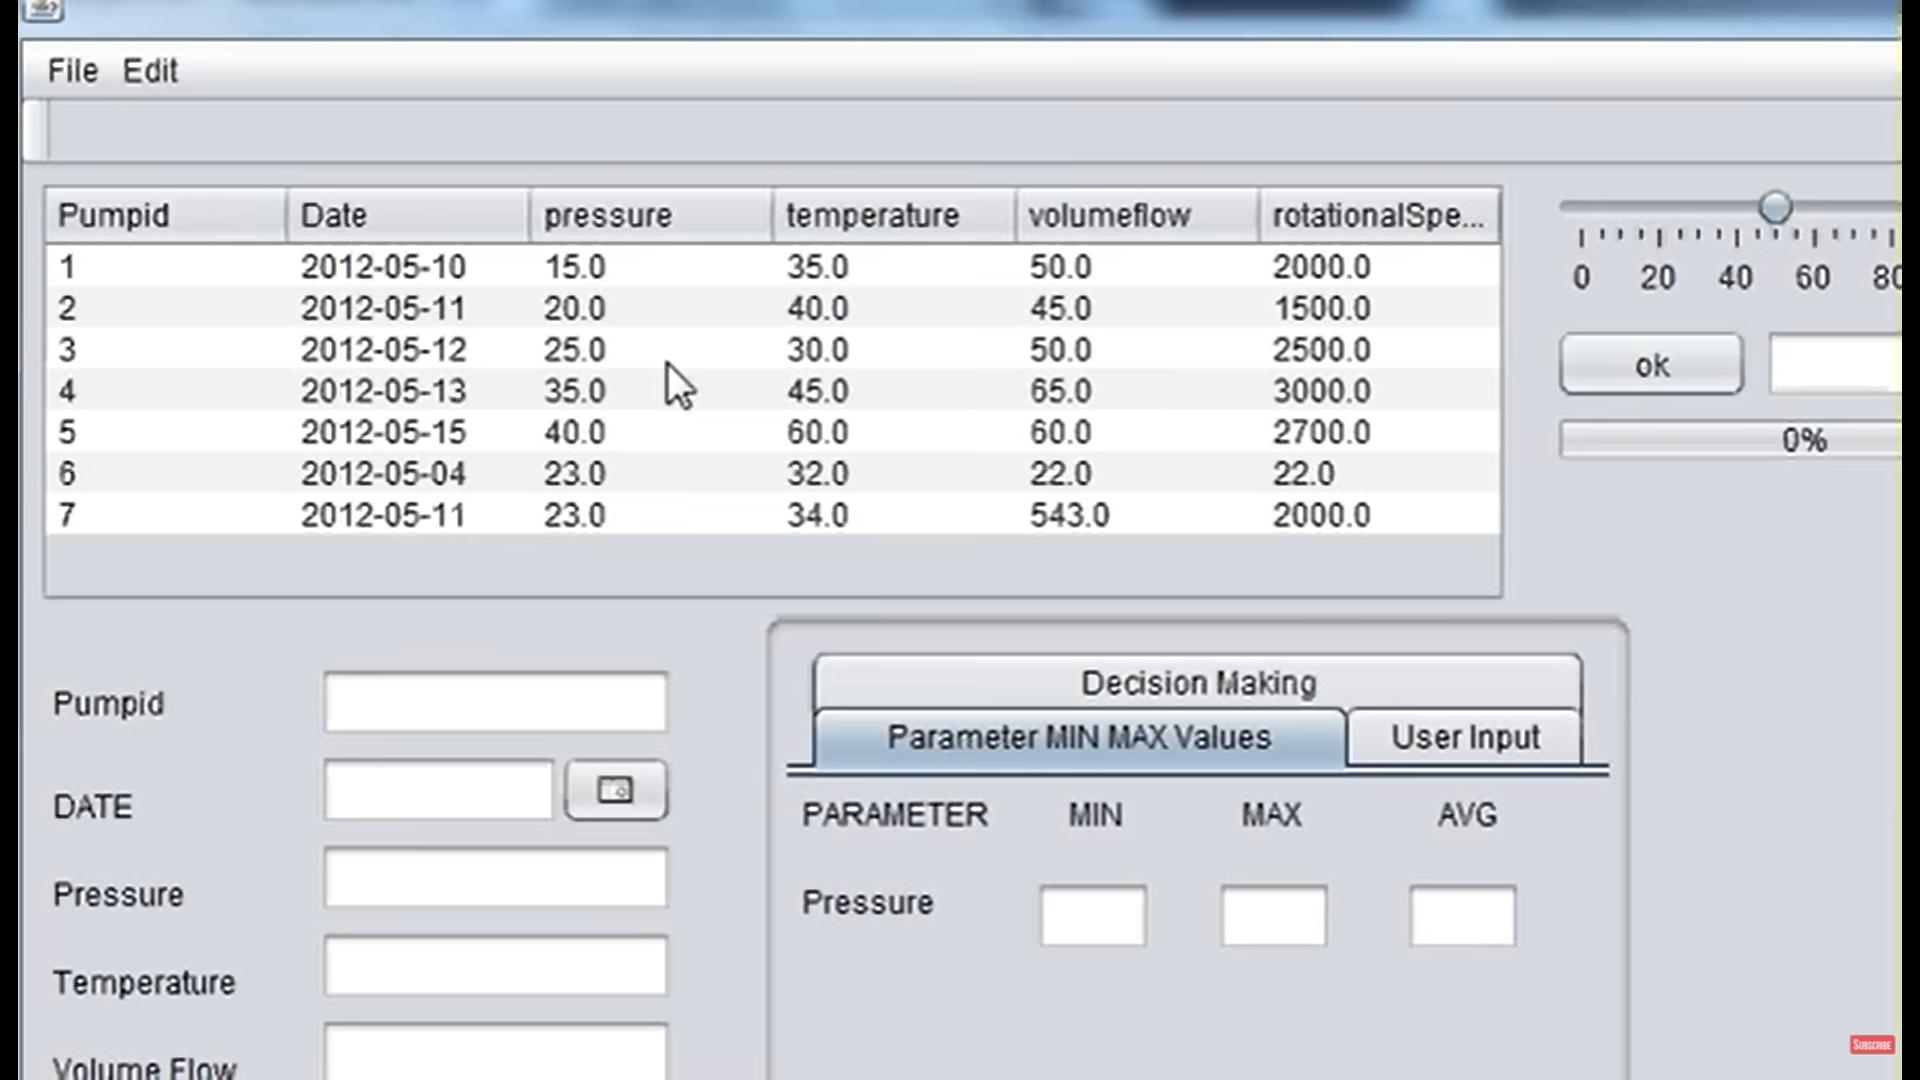 File Edit
Pumpid Date pressure temperature volumeflow rotationalSpe...
1 2012-05-10 15.0 35.0 50.0 2000.0
2 2012-05-11 20.0 40.0 45.0 1500.0
3 2012-05-12 25.0 30.0 50.0 2500.0
4 2012-05-13 35.0 45.0 65.0 3000.0
5 2012-05-15 40.0 60.0 60.0 2700.0
6 2012-05-04 23.0 32.0 22.0 22.0
7 2012-05-11 23.0 34.0 543.0 2000.0
0 20 40 60 80
ok
0%
Pumpid
DATE
Pressure
Temperature
Volume Flow
Decision Making
Parameter MIN MAX Values User Input
PARAMETER MIN MAX AVG
Pressure
SUBSCRIBE